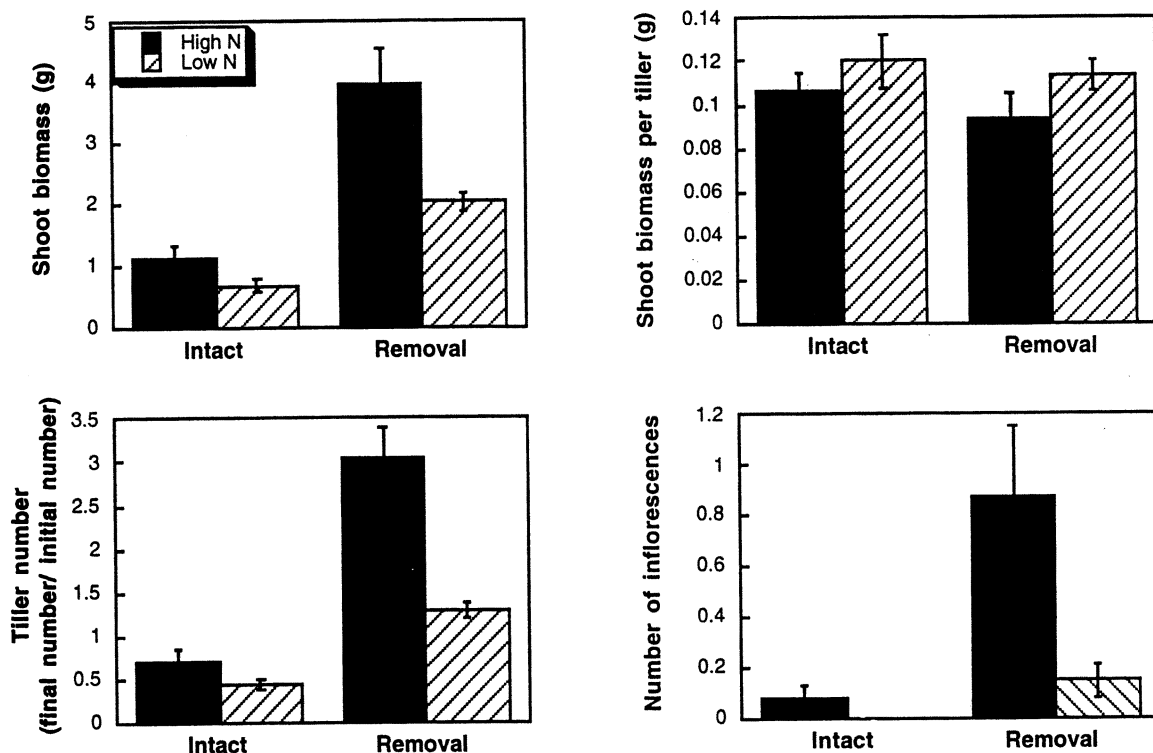 Shoot biomass (g)
5
4
3
2
1
0
High N
Low N
Intact
Removal
Shoot biomass per tiller (g)
0.14
0.12
0.1
0.08
0.06
0.04
0.02
0
Intact
Removal
Tiller number
(final number/ initial number)
3.5
3
2.5
2
1.5
1
0.5
0
Intact
Removal
Number of inflorescences
1.2
1
0.8
0.6
0.4
0.2
0
Intact
Removal